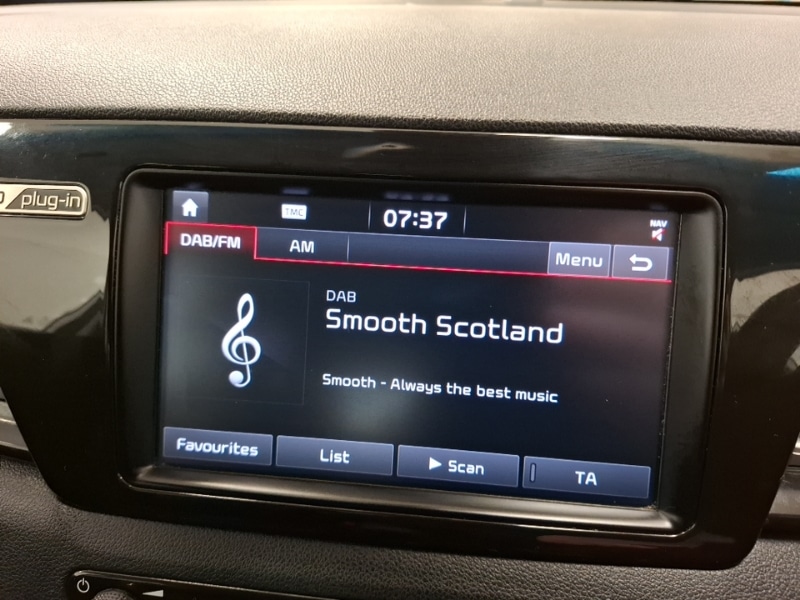 plug-in
TMC
07:37
NAV
DAB/FM
AM
Menu
DAB
Smooth Scotland
Smooth - Always the best music
Favourites
List
Scan
TA